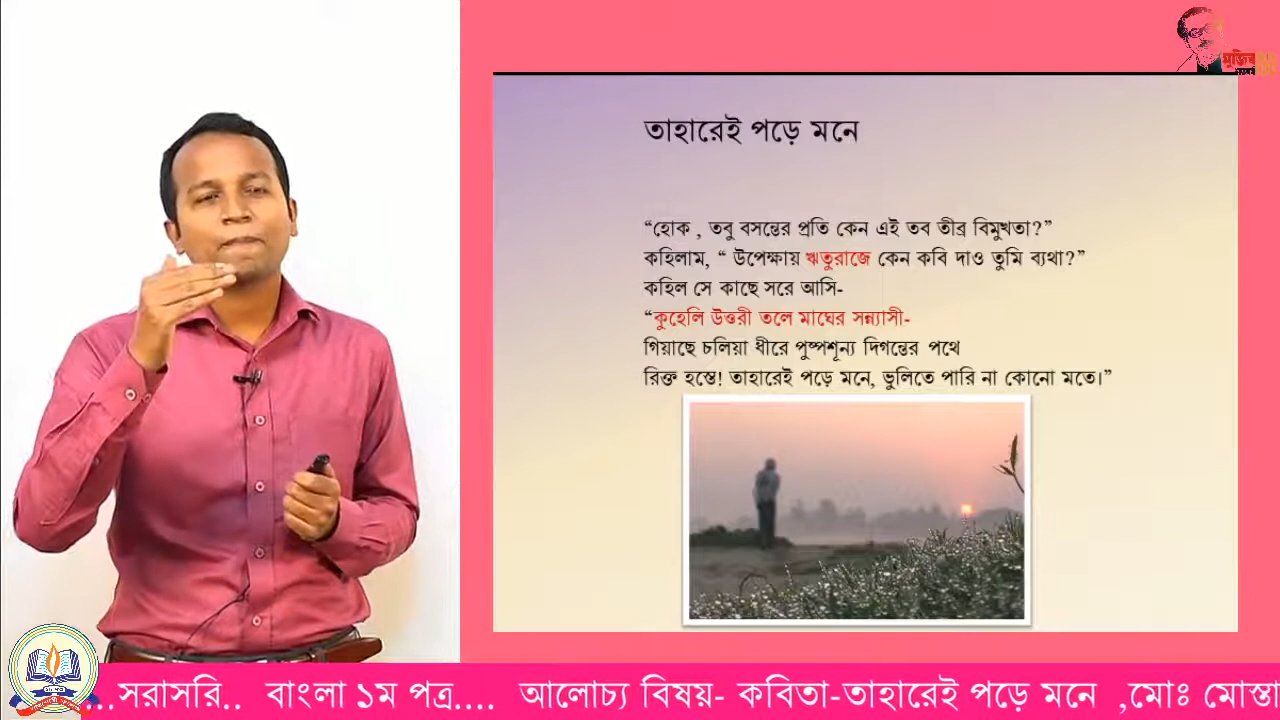 মুজিব
তাহারেই পড়ে মনে
“হোক , তবু বসন্তের প্রতি কেন এই তব তীব্র বিমুখতা?”
কহিলাম, “ উপেক্ষায় ঋতুরাজে কেন কবি দাও তুমি ব্যথা?”
কহিল সে কাছে সরে আসি-
“কুহেলি উত্তরী তলে মাঘের সন্ন্যাসী-
গিয়াছে চলিয়া ধীরে পুষ্পশূন্য দিগন্তের পথে
রিক্ত হস্তে! তাহারেই পড়ে মনে, ভুলিতে পারি না কোনো মতে।”
...সরাসরি.. বাংলা ১ম পত্র.... আলোচ্য বিষয়- কবিতা-তাহারেই পড়ে মনে ,মোঃ মোস্তা